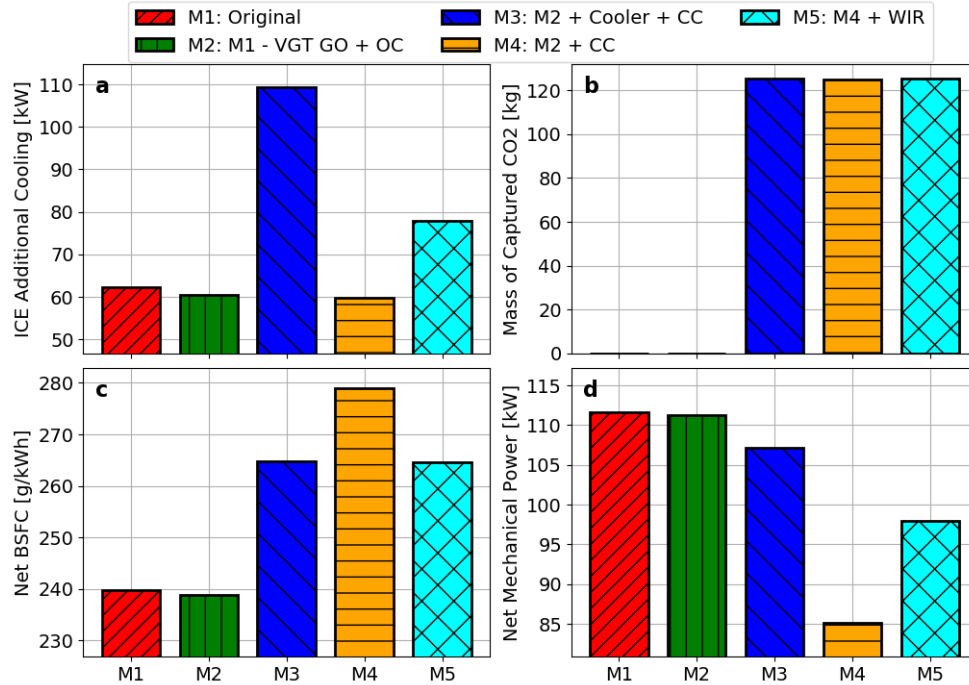 M1: Original
M2: M1 - VGT GO + OC
M3: M2 + Cooler + CC
M4: M2 + CC
M5: M4 + WIR
a
ICE Additional Cooling [kW]
110
100
90
80
70
60
50
b
Mass of Captured CO2 [kg]
120
100
80
60
40
20
0
c
Net BSFC [g/kWh]
280
270
260
250
240
230
M1 M2 M3 M4 M5
d
Net Mechanical Power [kW]
115
110
105
100
95
90
85
M1 M2 M3 M4 M5